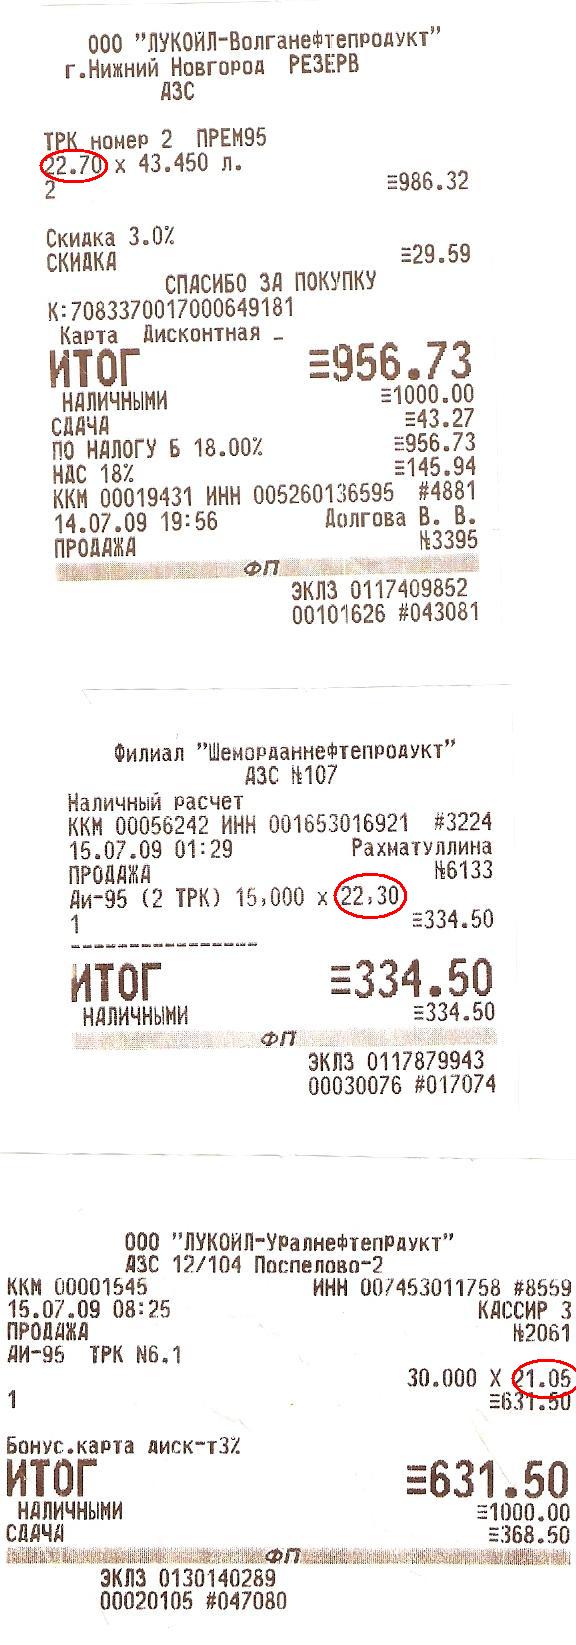 ООО "ЛУКОЙЛ-Волганефтепродукт"
г.Нижний Новгород РЕЗЕРВ
АЗС
ТРК номер 2 ПРЕМ95
22.70 x 43.450 л.
2 ≡986.32
Скидка 3.0%
СКИДКА ≡29.59
СПАСИБО ЗА ПОКУПКУ
К:7083370017000649181
Карта Дисконтная _
ИТОГ ≡956.73
НАЛИЧНЫМИ ≡1000.00
СДАЧА ≡43.27
ПО НАЛОГУ Б 18.00% ≡956.73
НДС 18% ≡145.94
ККМ 00019431 ИНН 005260136595 #4881
14.07.09 19:56 Долгова В. В.
ПРОДАЖА №3395
ФП
ЭКЛЗ 0117409852
00101626 #043081
Филиал "Шеморданнефтепродукт"
АЗС №107
Наличный расчет
ККМ 00056242 ИНН 001653016921 #3224
15.07.09 01:29 Рахматуллина
ПРОДАЖА №6133
Аи-95 (2 ТРК) 15,000 x 22,30
1 ≡334.50
----------------
ИТОГ ≡334.50
НАЛИЧНЫМИ ≡334.50
ФП
ЭКЛЗ 0117879943
00030076 #017074
ООО "ЛУКОЙЛ-Уралнефтепрдукт"
АЗС 12/104 Поспелово-2
ККМ 00001545 ИНН 007453011758 #8559
15.07.09 08:25 КАССИР 3
ПРОДАЖА №2061
АИ-95 ТРК N6.1
30.000 X 21.05
1 ≡631.50
Бонус.карта диск-т3%
ИТОГ ≡631.50
НАЛИЧНЫМИ ≡1000.00
СДАЧА ≡368.50
ФП
ЭКЛЗ 0130140289
00020105 #047080